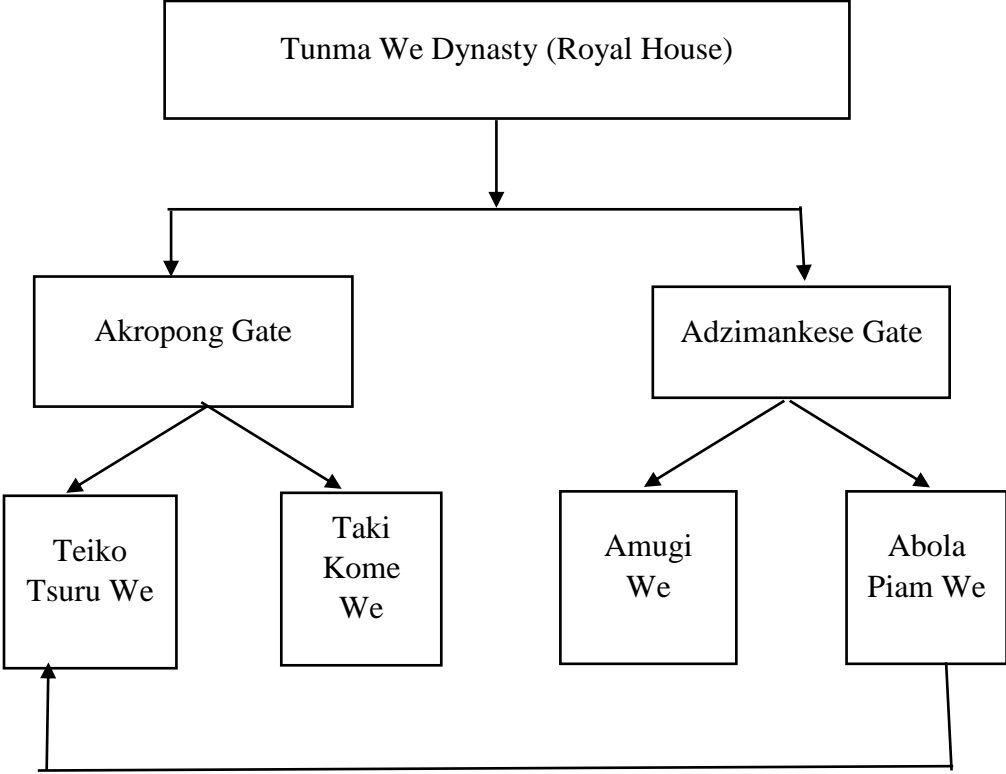 Tunma We Dynasty (Royal House)
Akropong Gate
Adzimankese Gate
Teiko
Tsuru We
Taki
Kome
We
Amugi
We
Abola
Piam We